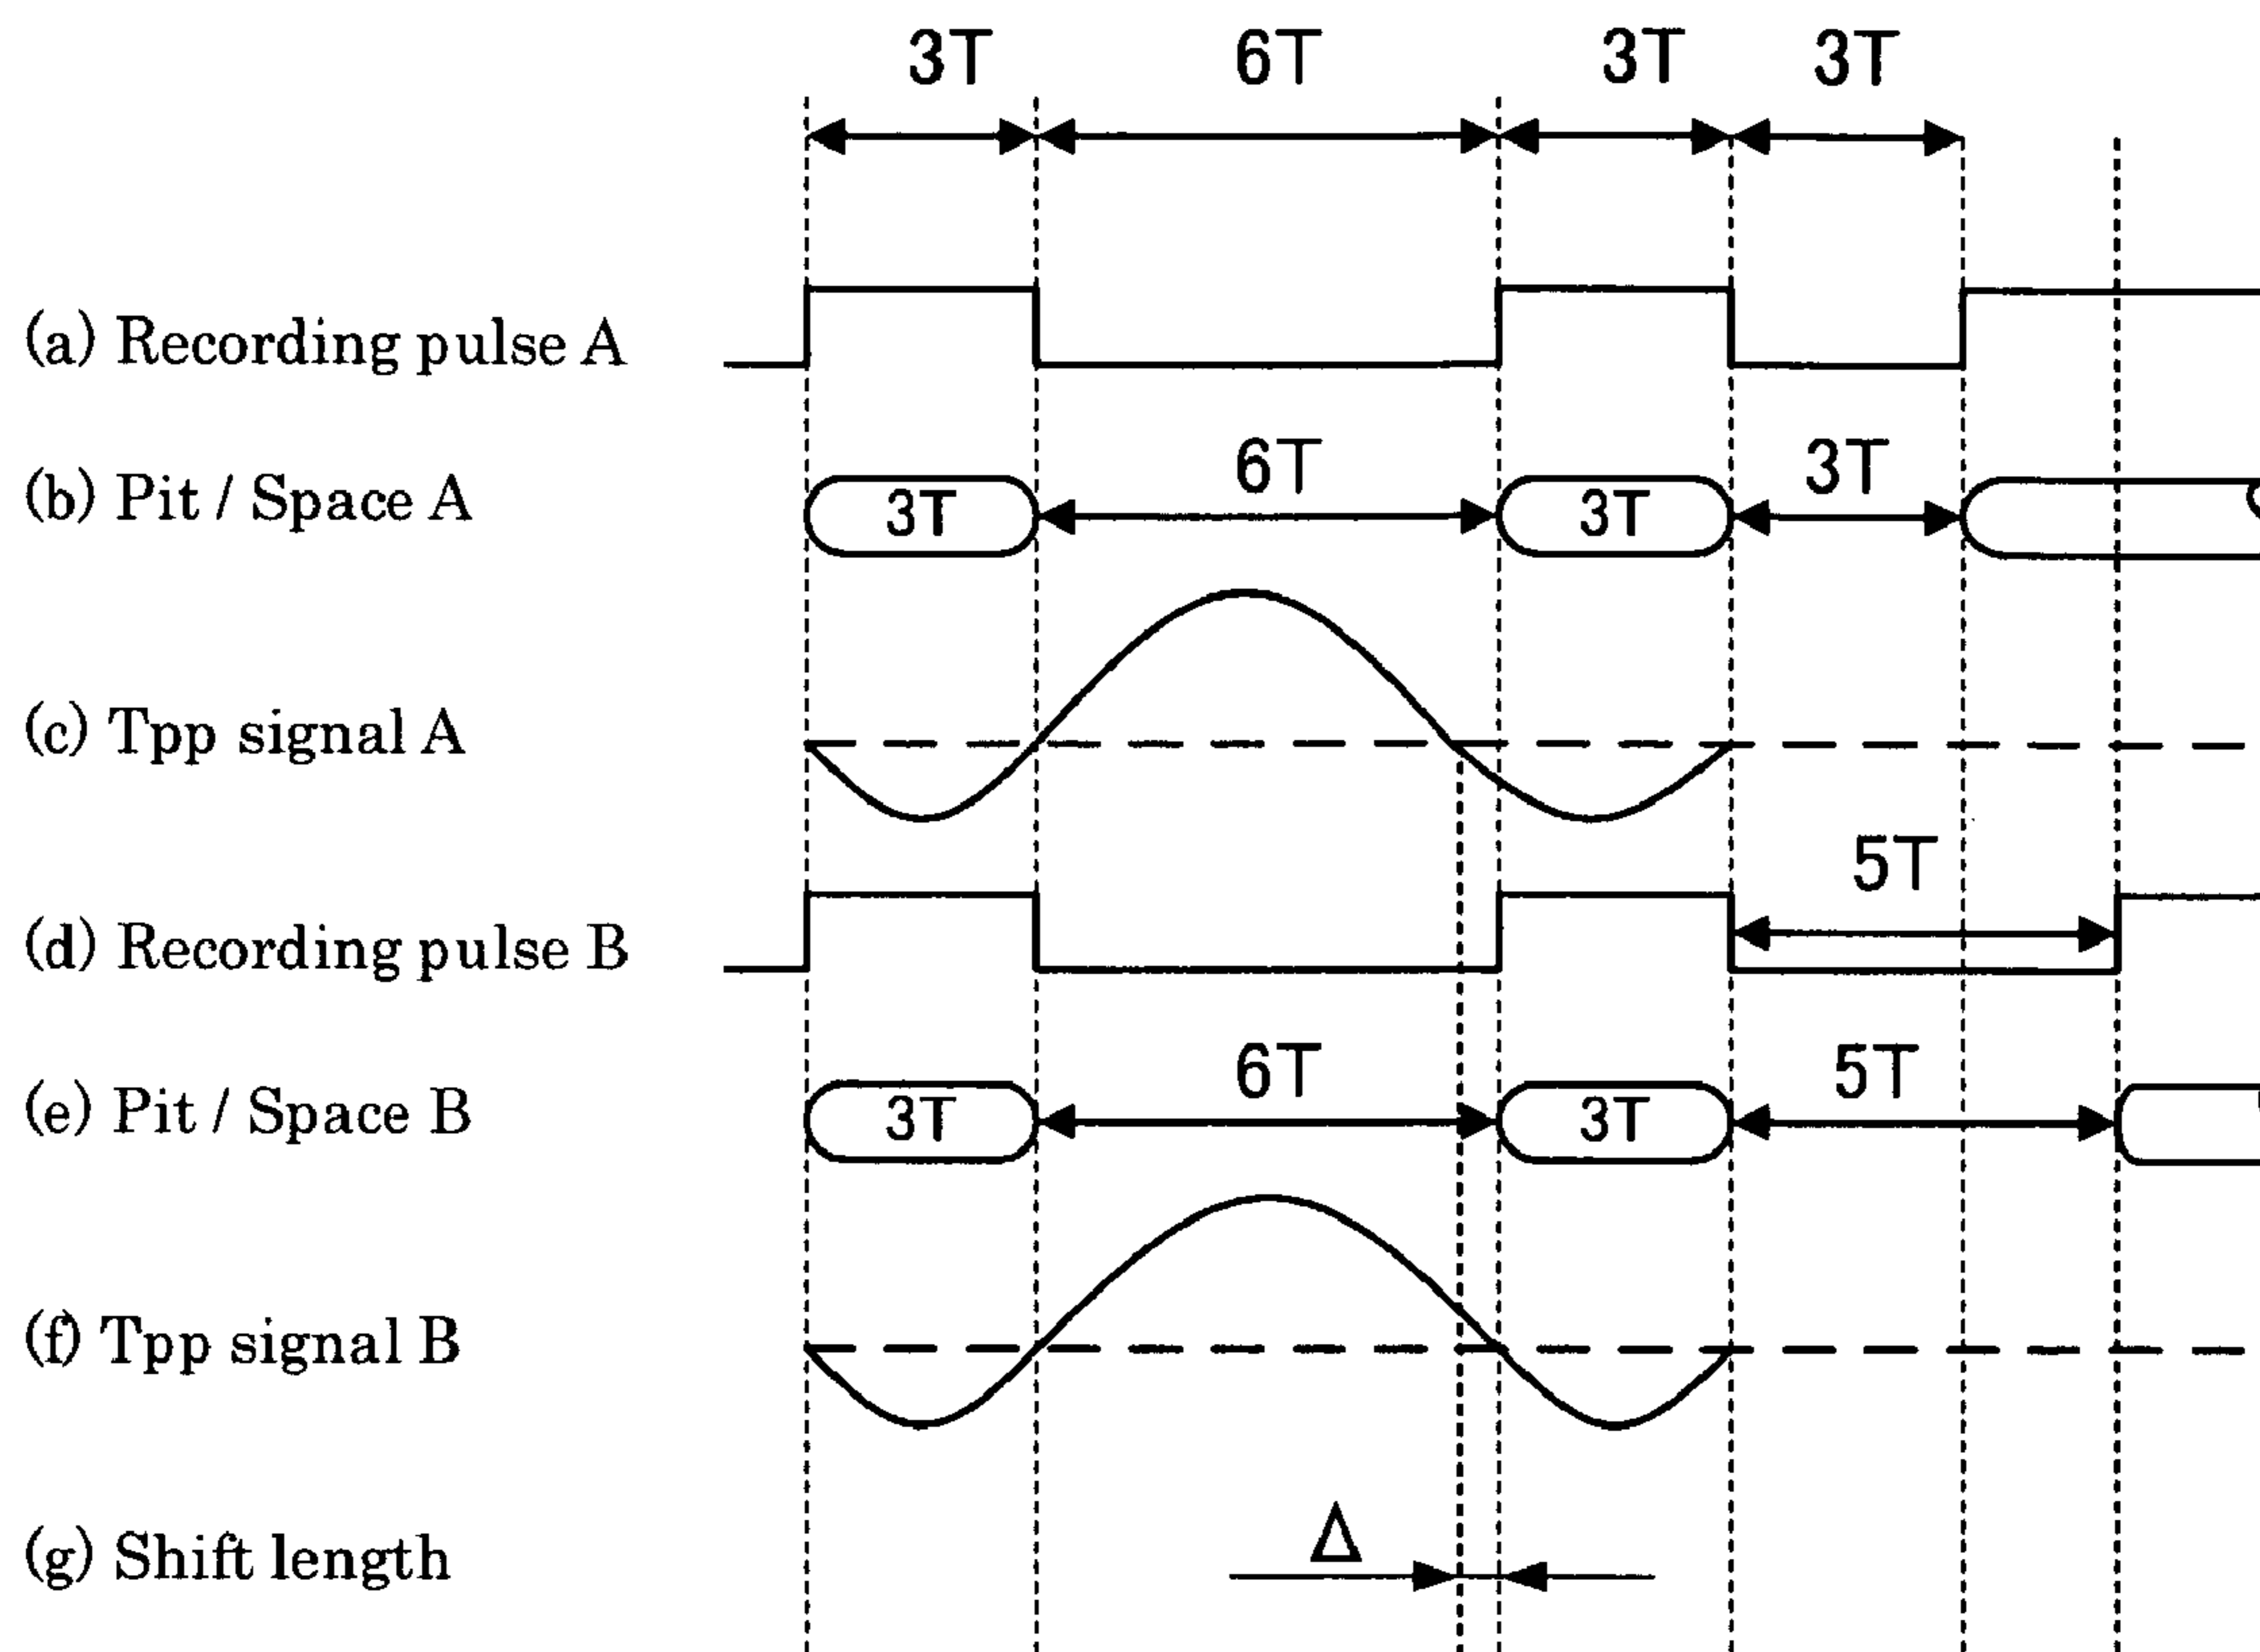 3T 6T 3T 3T
(a) Recording pulse A
6T 3T
(b) Pit / Space A 3T 3T
(c) Tpp signal A
5T
(d) Recording pulse B
6T 5T
(e) Pit / Space B 3T 3T
(f) Tpp signal B
Δ
(g) Shift length